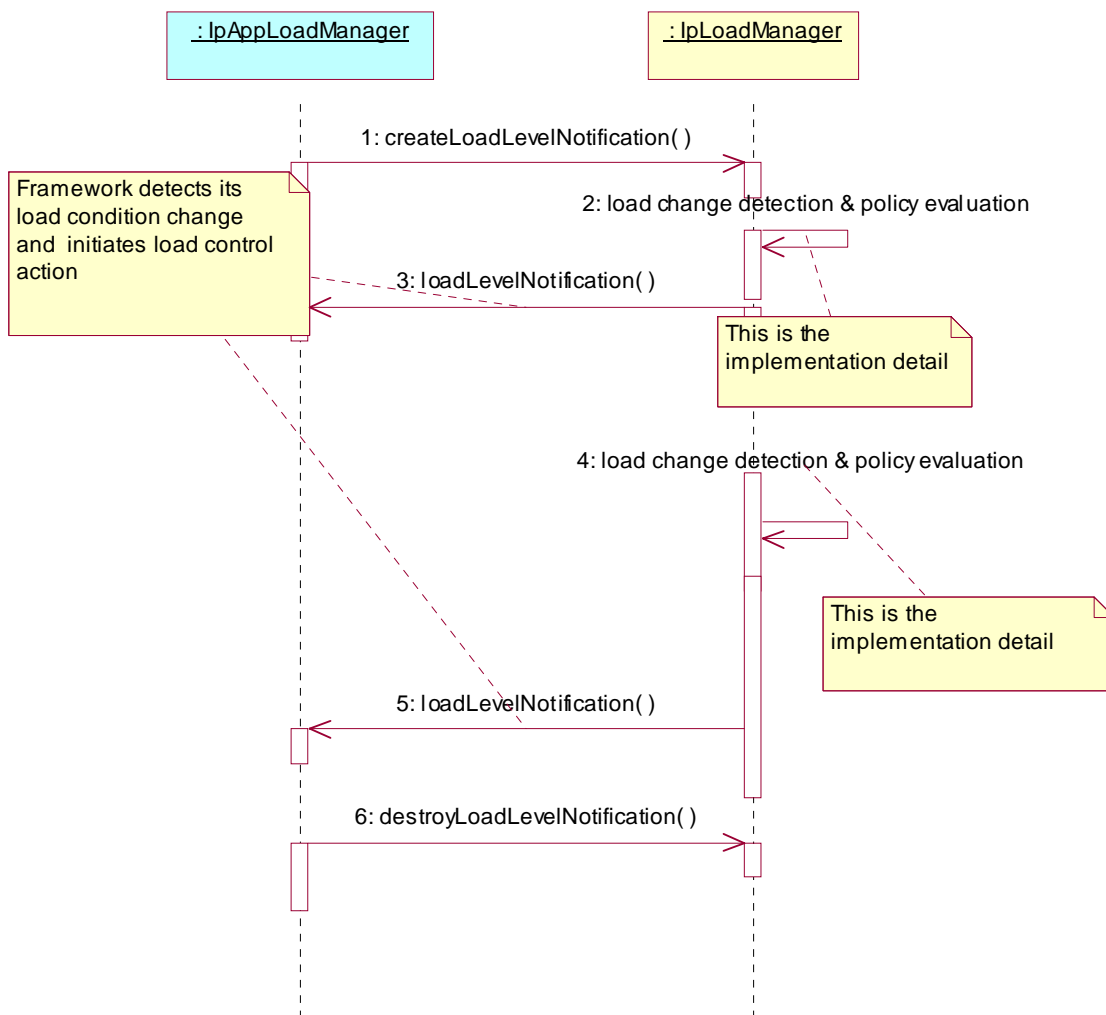 : IpAppLoadManager
: IpLoadManager
1: createLoadLevelNotification( )
Framework detects its
load condition change
and initiates load control
action
2: load change detection & policy evaluation
3: loadLevelNotification( )
This is the
implementation detail
4: load change detection & policy evaluation
This is the
implementation detail
5: loadLevelNotification( )
6: destroyLoadLevelNotification( )